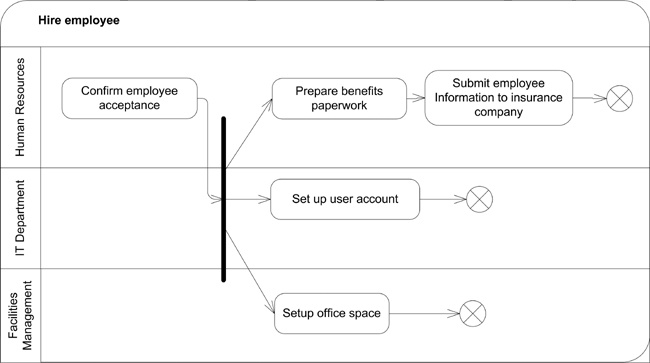 Hire employee
Human Resources
Confirm employee
acceptance
Prepare benefits
paperwork
Submit employee
Information to insurance
company
IT Department
Set up user account
Facilities
Management
Setup office space